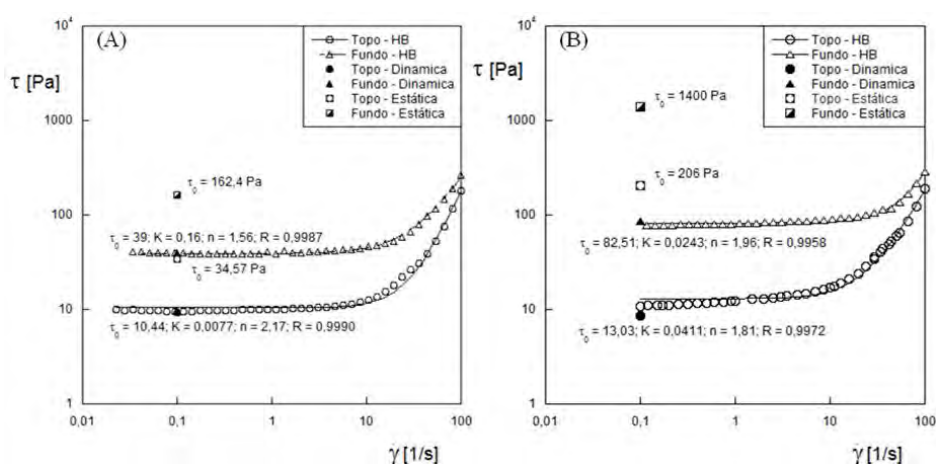 (A)
τ [Pa]
10⁴
1000
100
10
1
0,01
0,1
1
10
100
γ̇ [1/s]
Topo - HB
Fundo - HB
Topo - Dinamica
Fundo - Dinamica
Topo - Estática
Fundo - Estática
τ₀ = 162,4 Pa
τ₀ = 39; K = 0,16; n = 1,56; R = 0,9987
τ₀ = 34,57 Pa
τ₀ = 10,44; K = 0,0077; n = 2,17; R = 0,9990
(B)
τ [Pa]
10⁴
1000
100
10
1
0,01
0,1
1
10
100
γ̇ [1/s]
Topo - HB
Fundo - HB
Topo - Dinamica
Fundo - Dinamica
Topo - Estática
Fundo - Estática
τ₀ = 1400 Pa
τ₀ = 206 Pa
τ₀ = 82,51; K = 0,0243; n = 1,96; R = 0,9958
τ₀ = 13,03; K = 0,0411; n = 1,81; R = 0,9972